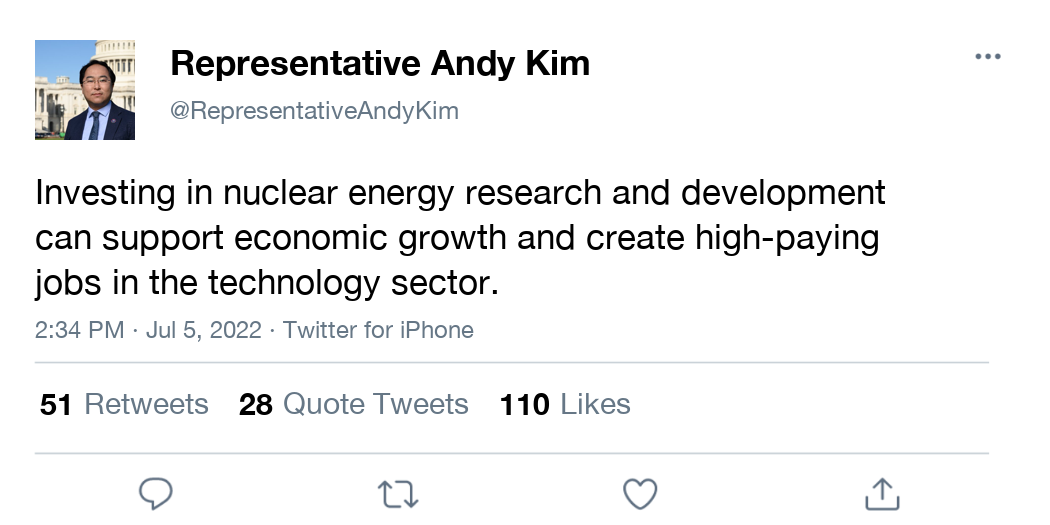 Representative Andy Kim
@RepresentativeAndyKim
Investing in nuclear energy research and development
can support economic growth and create high-paying
jobs in the technology sector.
2:34 PM · Jul 5, 2022 · Twitter for iPhone
51 Retweets 28 Quote Tweets 110 Likes